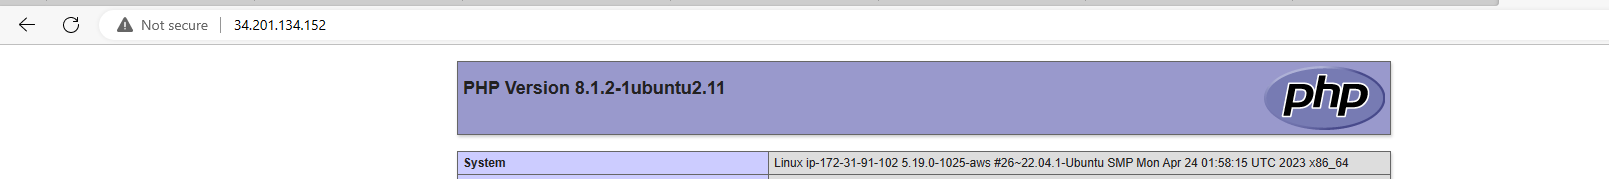 Not secure 34.201.134.152
PHP Version 8.1.2-1ubuntu2.11
php
System Linux ip-172-31-91-102 5.19.0-1025-aws #26~22.04.1-Ubuntu SMP Mon Apr 24 01:58:15 UTC 2023 x86_64